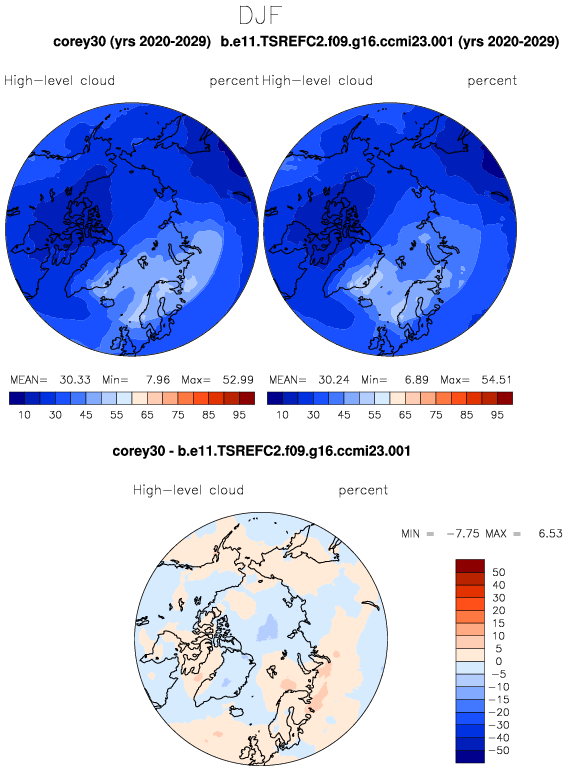 DJF
corey30 (yrs 2020-2029) b.e11.TSREFC2.f09.g16.ccmi23.001 (yrs 2020-2029)
High-level cloud percent High-level cloud percent
MEAN= 30.33 Min= 7.96 Max= 52.99 MEAN= 30.24 Min= 6.89 Max= 54.51
10 30 45 55 65 75 85 95 10 30 45 55 65 75 85 95
corey30 - b.e11.TSREFC2.f09.g16.ccmi23.001
High-level cloud percent
MIN = -7.75 MAX = 6.53
50
40
30
20
15
10
5
0
-5
-10
-15
-20
-30
-40
-50